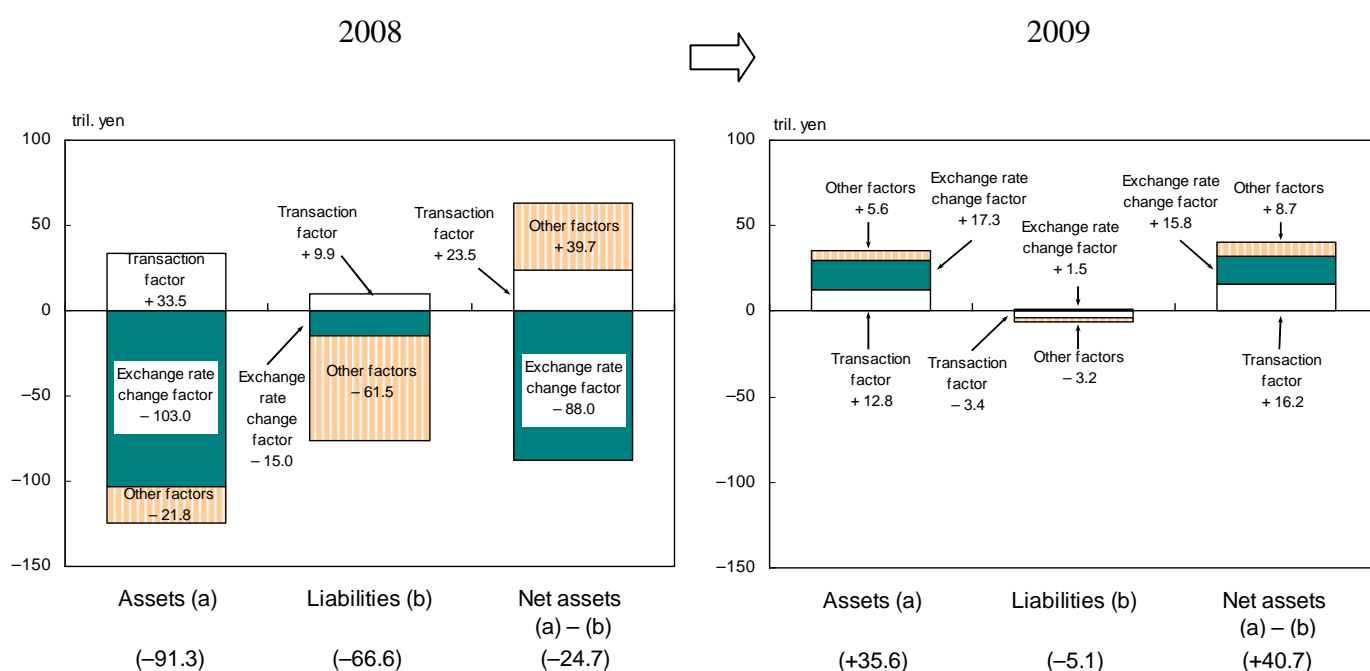 2008
2009
tril. yen
100
50
0
–50
–100
–150
Transaction
factor
+ 33.5
Exchange rate
change factor
– 103.0
Other factors
– 21.8
Transaction
factor
+ 9.9
Exchange
rate
change
factor
– 15.0
Other factors
– 61.5
Transaction
factor
+ 23.5
Other factors
+ 39.7
Exchange rate
change factor
– 88.0
Assets (a)
(–91.3)
Liabilities (b)
(–66.6)
Net assets
(a) – (b)
(–24.7)
tril. yen
100
50
0
–50
–100
–150
Other factors
+ 5.6
Exchange rate
change factor
+ 17.3
Transaction
factor
+ 12.8
Exchange rate
change factor
+ 1.5
Transaction
factor
– 3.4
Other factors
– 3.2
Exchange rate
change factor
+ 15.8
Other factors
+ 8.7
Transaction
factor
+ 16.2
Assets (a)
(+35.6)
Liabilities (b)
(–5.1)
Net assets
(a) – (b)
(+40.7)